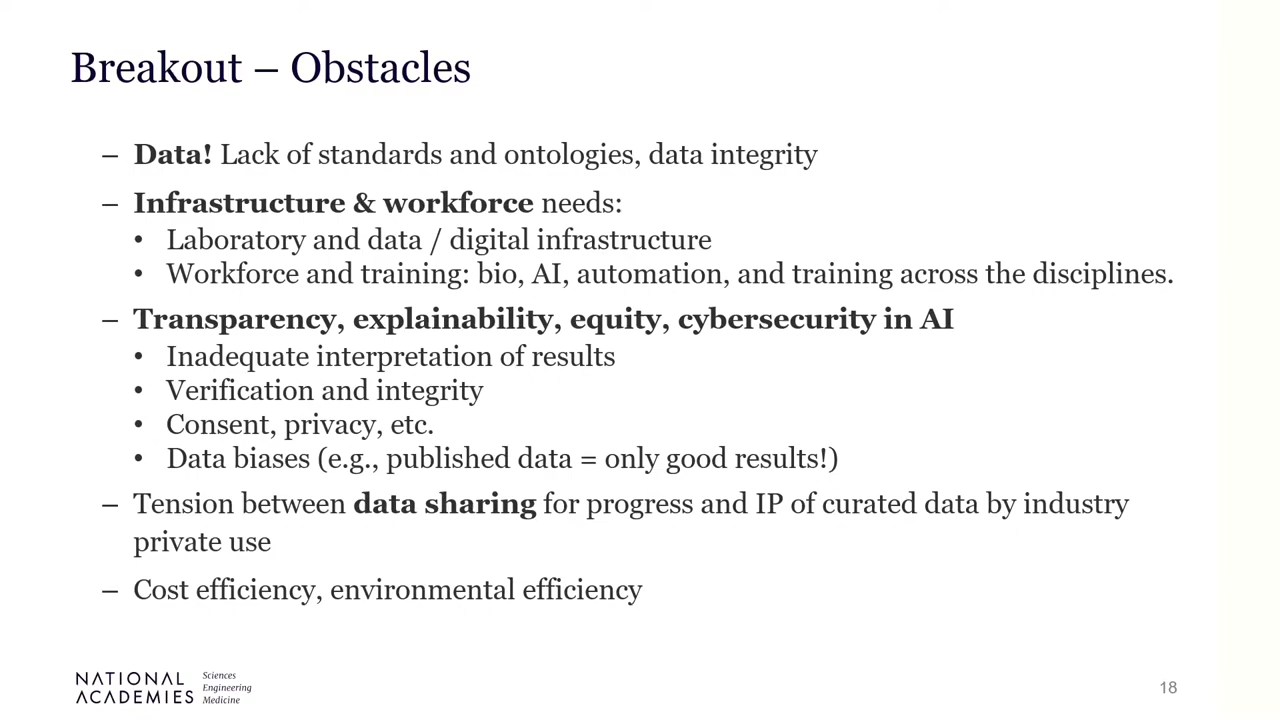 Breakout – Obstacles
– Data! Lack of standards and ontologies, data integrity
– Infrastructure & workforce needs:
• Laboratory and data / digital infrastructure
• Workforce and training: bio, AI, automation, and training across the disciplines.
– Transparency, explainability, equity, cybersecurity in AI
• Inadequate interpretation of results
• Verification and integrity
• Consent, privacy, etc.
• Data biases (e.g., published data = only good results!)
– Tension between data sharing for progress and IP of curated data by industry
private use
– Cost efficiency, environmental efficiency
NATIONAL
ACADEMIES
Sciences
Engineering
Medicine
18